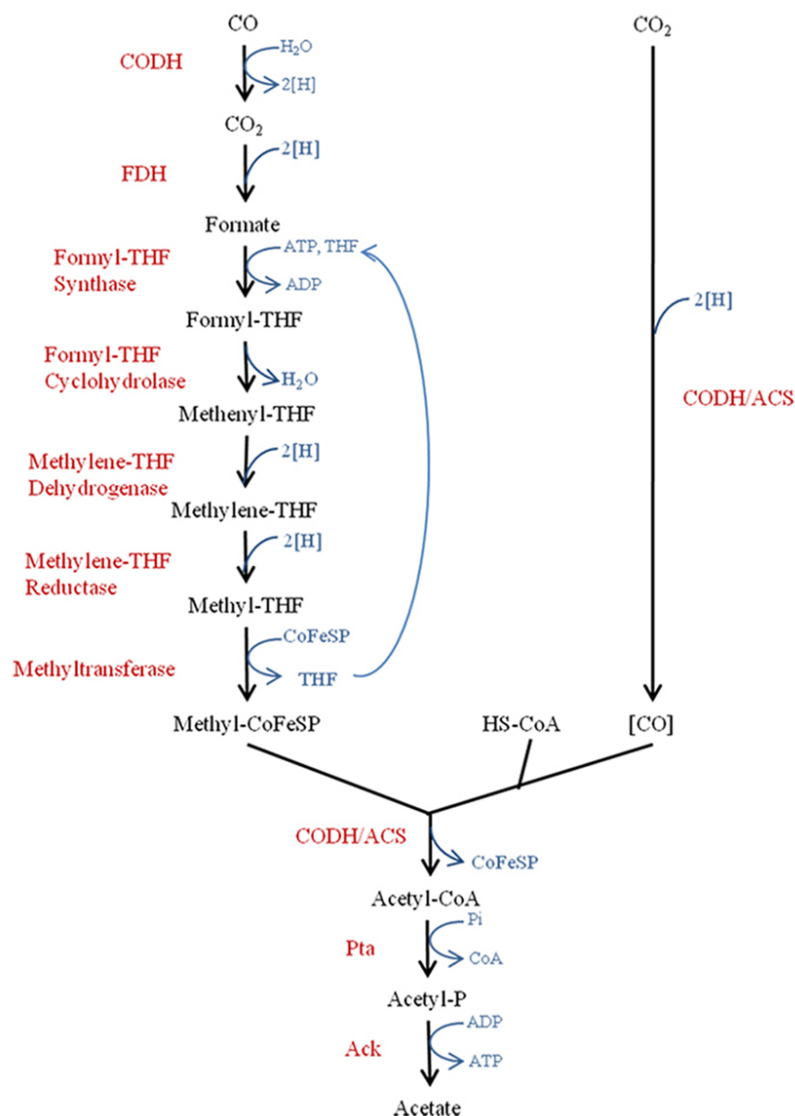 CO
CO2
CODH
H2O
2[H]
CO2
FDH
2[H]
Formate
Formyl-THF
Synthase
ATP, THF
ADP
Formyl-THF
2[H]
Formyl-THF
Cyclohydrolase
H2O
CODH/ACS
Methenyl-THF
Methylene-THF
Dehydrogenase
2[H]
Methylene-THF
Methylene-THF
Reductase
2[H]
Methyl-THF
Methyltransferase
CoFeSP
THF
Methyl-CoFeSP
HS-CoA
[CO]
CODH/ACS
CoFeSP
Acetyl-CoA
Pta
Pi
CoA
Acetyl-P
Ack
ADP
ATP
Acetate